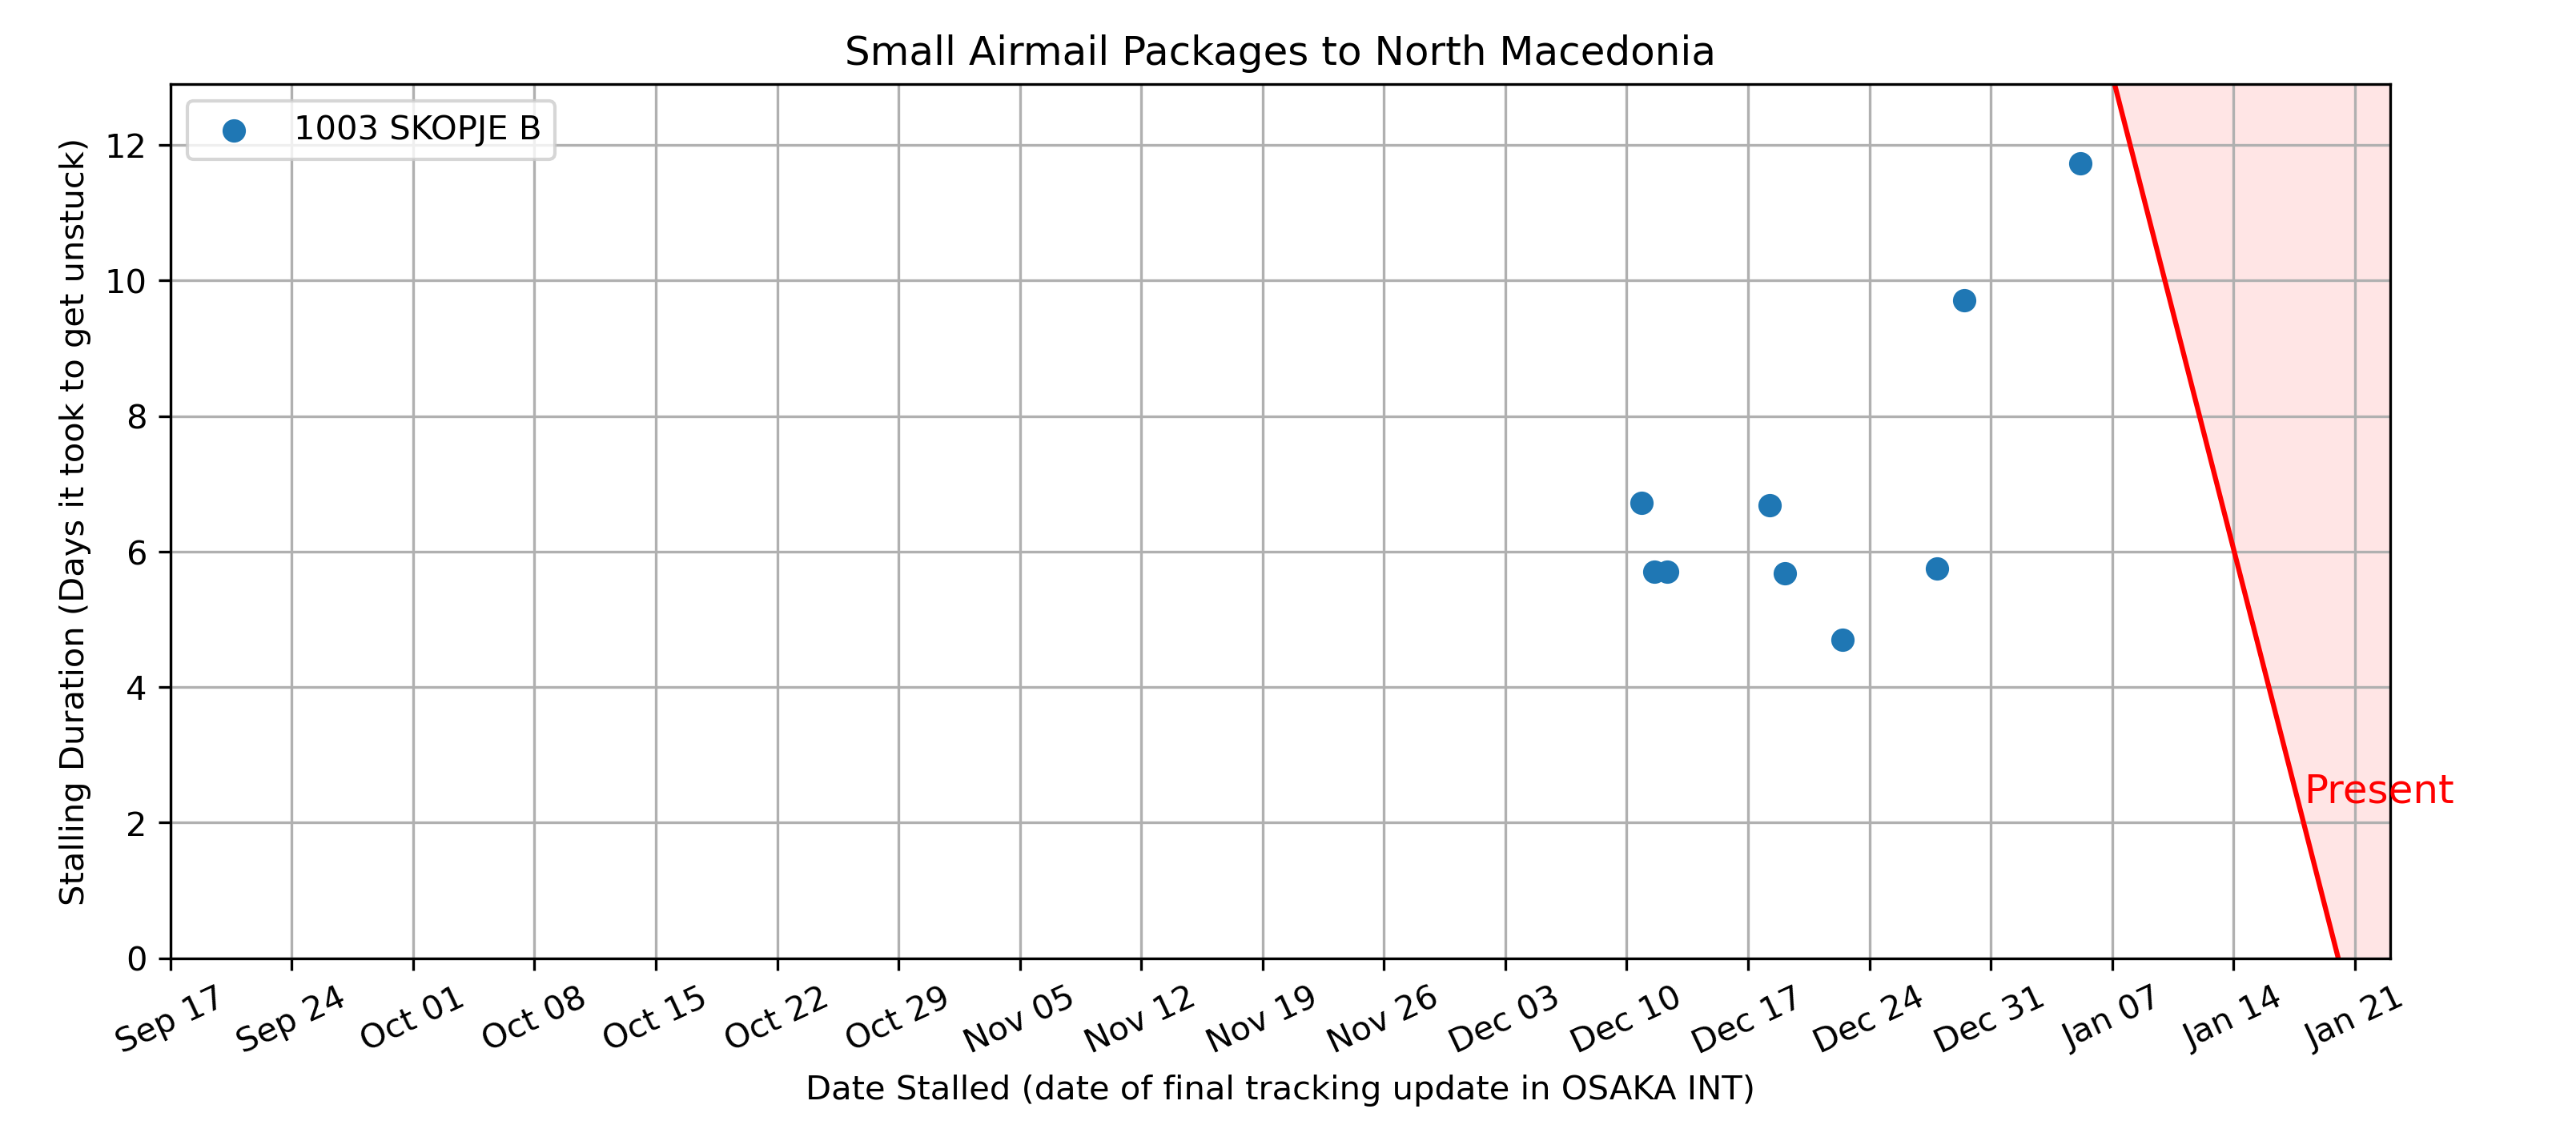 Small Airmail Packages to North Macedonia
1003 SKOPJE B
Stalling Duration (Days it took to get unstuck)
12
10
8
6
4
2
0
Present
Sep 17
Sep 24
Oct 01
Oct 08
Oct 15
Oct 22
Oct 29
Nov 05
Nov 12
Nov 19
Nov 26
Dec 03
Dec 10
Dec 17
Dec 24
Dec 31
Jan 07
Jan 14
Jan 21
Date Stalled (date of final tracking update in OSAKA INT)